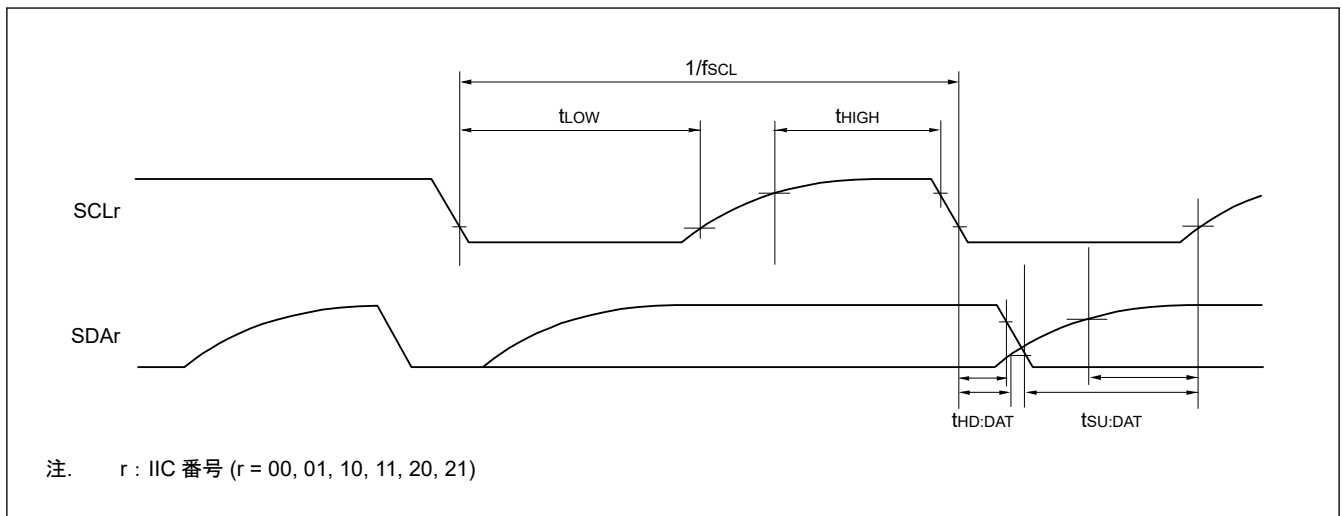 1/fSCL
tLOW
tHIGH
SCLr
SDAr
tHD:DAT
tSU:DAT
注. r : IIC 番号 (r = 00, 01, 10, 11, 20, 21)